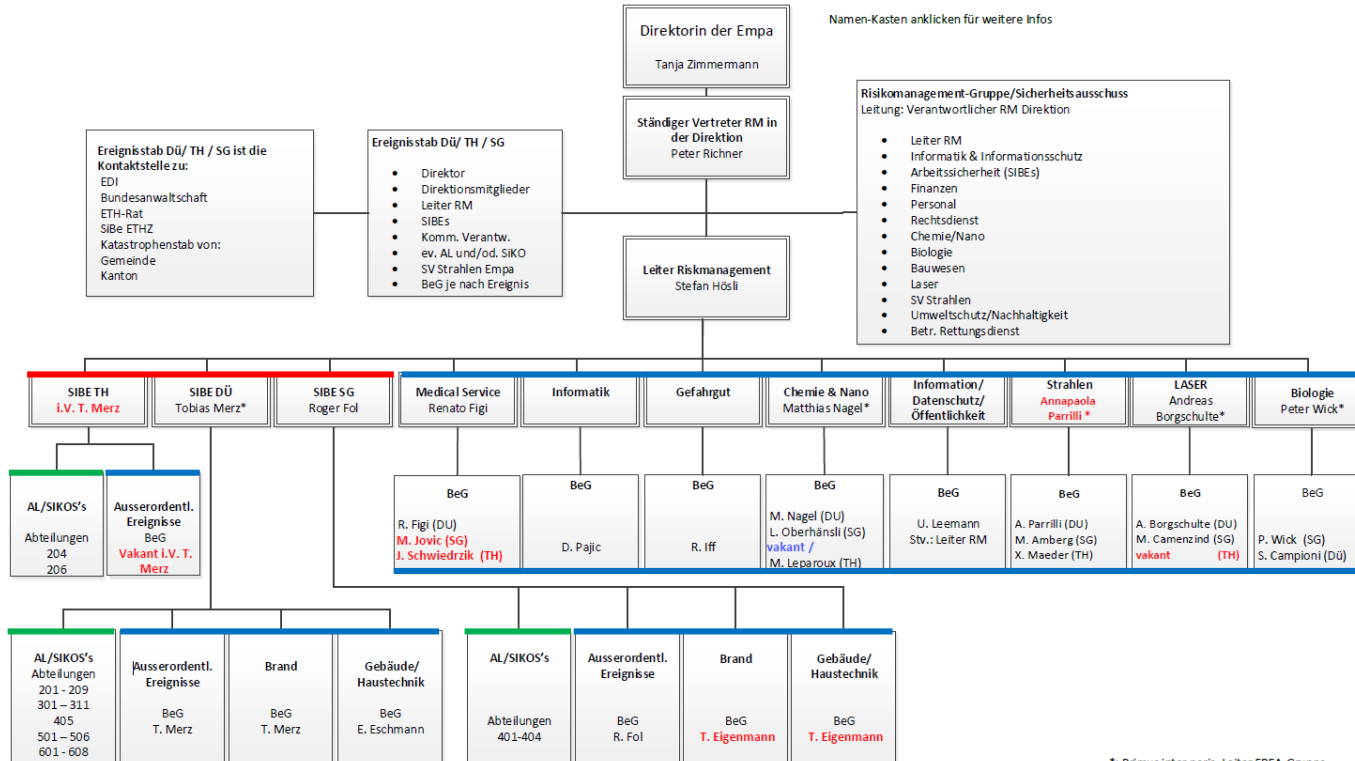 Namen-Kasten anklicken für weitere Infos
Direktorin der Empa
Tanja Zimmermann
Ständiger Vertreter RM in
der Direktion
Peter Richner
Risikomanagement-Gruppe/Sicherheitsausschuss
Leitung: Verantwortlicher RM Direktion
• Leiter RM
• Informatik & Informationsschutz
• Arbeitssicherheit (SIBEs)
• Finanzen
• Personal
• Rechtsdienst
• Chemie/Nano
• Biologie
• Bauwesen
• Laser
• SV Strahlen
• Umweltschutz/Nachhaltigkeit
• Betr. Rettungsdienst
Ereignisstab Dü/ TH / SG ist die
Kontaktstelle zu:
EDI
Bundesanwaltschaft
ETH-Rat
SiBe ETHZ
Katastrophenstab von:
Gemeinde
Kanton
Ereignisstab Dü/ TH / SG
• Direktor
• Direktionsmitglieder
• Leiter RM
• SIBEs
• Komm. Verantw.
• ev. AL und/od. SiKO
• SV Strahlen Empa
• BeG je nach Ereignis
Leiter Riskmanagement
Stefan Hösli
SIBE TH
i.V. T. Merz
SIBE DÜ
Tobias Merz*
SIBE SG
Roger Fol
Medical Service
Renato Figi
Informatik
Gefahrgut
Chemie & Nano
Matthias Nagel*
Information/
Datenschutz/
Öffentlichkeit
Strahlen
Annapaola
Parrilli *
LASER
Andreas
Borgschulte*
Biologie
Peter Wick*
AL/SIKOS's
Abteilungen
204
206
Ausserordentl.
Ereignisse
BeG
Vakant i.V. T.
Merz
BeG
R. Figi (DU)
M. Jovic (SG)
J. Schwiedrzik (TH)
BeG
D. Pajic
BeG
R. Iff
BeG
M. Nagel (DU)
L. Oberhänsli (SG)
vakant /
M. Leparoux (TH)
BeG
U. Leemann
Stv.: Leiter RM
BeG
A. Parrilli (DU)
M. Amberg (SG)
X. Maeder (TH)
BeG
A. Borgschulte (DU)
M. Camenzind (SG)
vakant (TH)
BeG
P. Wick (SG)
S. Campioni (Dü)
AL/SIKOS's
Abteilungen
201 - 209
301 – 311
405
501 – 506
601 - 608
Ausserordentl.
Ereignisse
BeG
T. Merz
Brand
BeG
T. Merz
Gebäude/
Haustechnik
BeG
E. Eschmann
AL/SIKOS's
Abteilungen
401-404
Ausserordentl.
Ereignisse
BeG
R. Fol
Brand
BeG
T. Eigenmann
Gebäude/
Haustechnik
BeG
T. Eigenmann